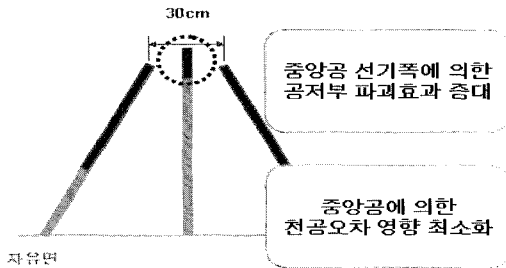 30cm
중앙공 선기폭에 의한
공저부 파괴효과 증대
중앙공에 의한
천공오차 영향 최소화
자유면